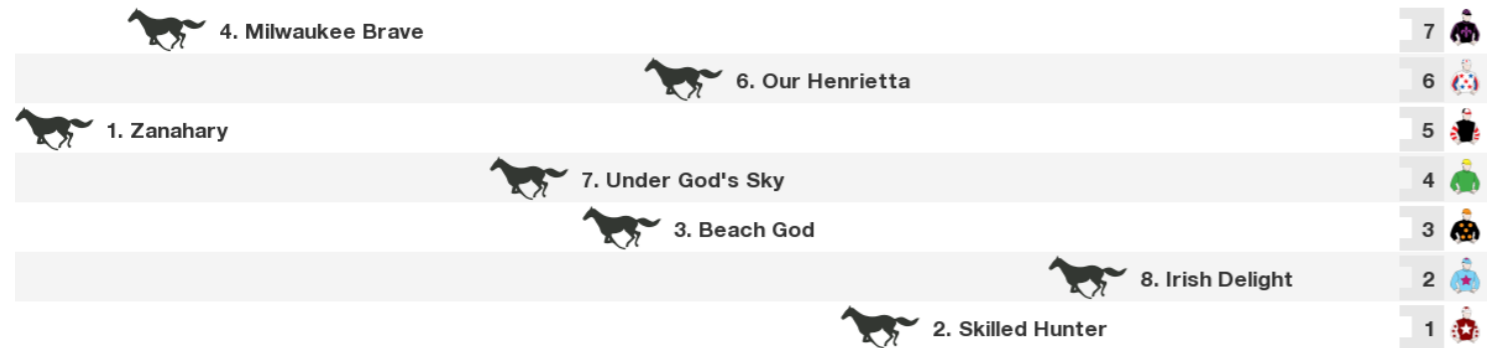 4. Milwaukee Brave 7
6. Our Henrietta 6
1. Zanahary 5
7. Under God's Sky 4
3. Beach God 3
8. Irish Delight 2
2. Skilled Hunter 1